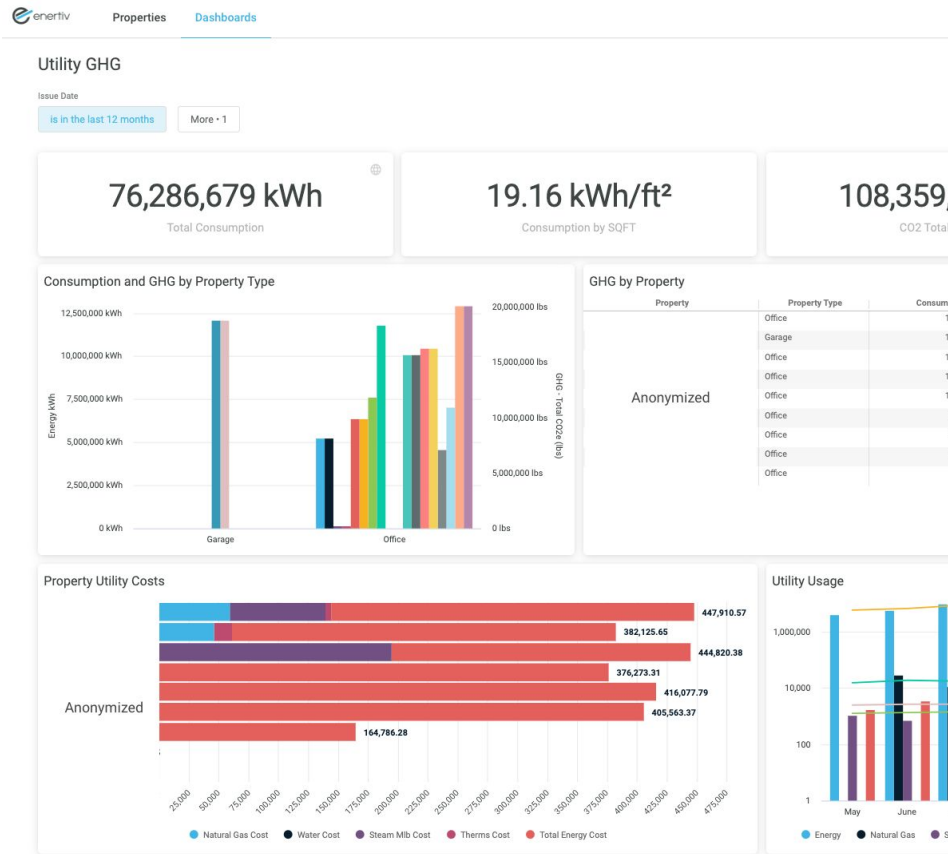 enertiv Properties Dashboards
Utility GHG
Issue Date
is in the last 12 months More • 1
76,286,679 kWh 19.16 kWh/ft² 108,359,
Total Consumption Consumption by SQFT CO2 Total
Consumption and GHG by Property Type
12,500,000 kWh
10,000,000 kWh
7,500,000 kWh
5,000,000 kWh
2,500,000 kWh
0 kWh
Energy kWh
Garage Office
20,000,000 lbs
15,000,000 lbs
10,000,000 lbs
5,000,000 lbs
0 lbs
GHG - Total CO2e (lbs)
GHG by Property
Property Property Type Consum
Anonymized
Office 1
Garage 1
Office 1
Office 1
Office 1
Office
Office
Office
Office
Property Utility Costs
Anonymized
447,910.57
382,125.65
444,820.38
376,273.31
416,077.79
405,563.37
164,786.28
25,000 50,000 75,000 100,000 125,000 150,000 175,000 200,000 225,000 250,000 275,000 300,000 325,000 350,000 375,000 400,000 425,000 450,000 475,000
Natural Gas Cost Water Cost Steam Mlb Cost Therms Cost Total Energy Cost
Utility Usage
1,000,000
10,000
100
1
May June
Energy Natural Gas S